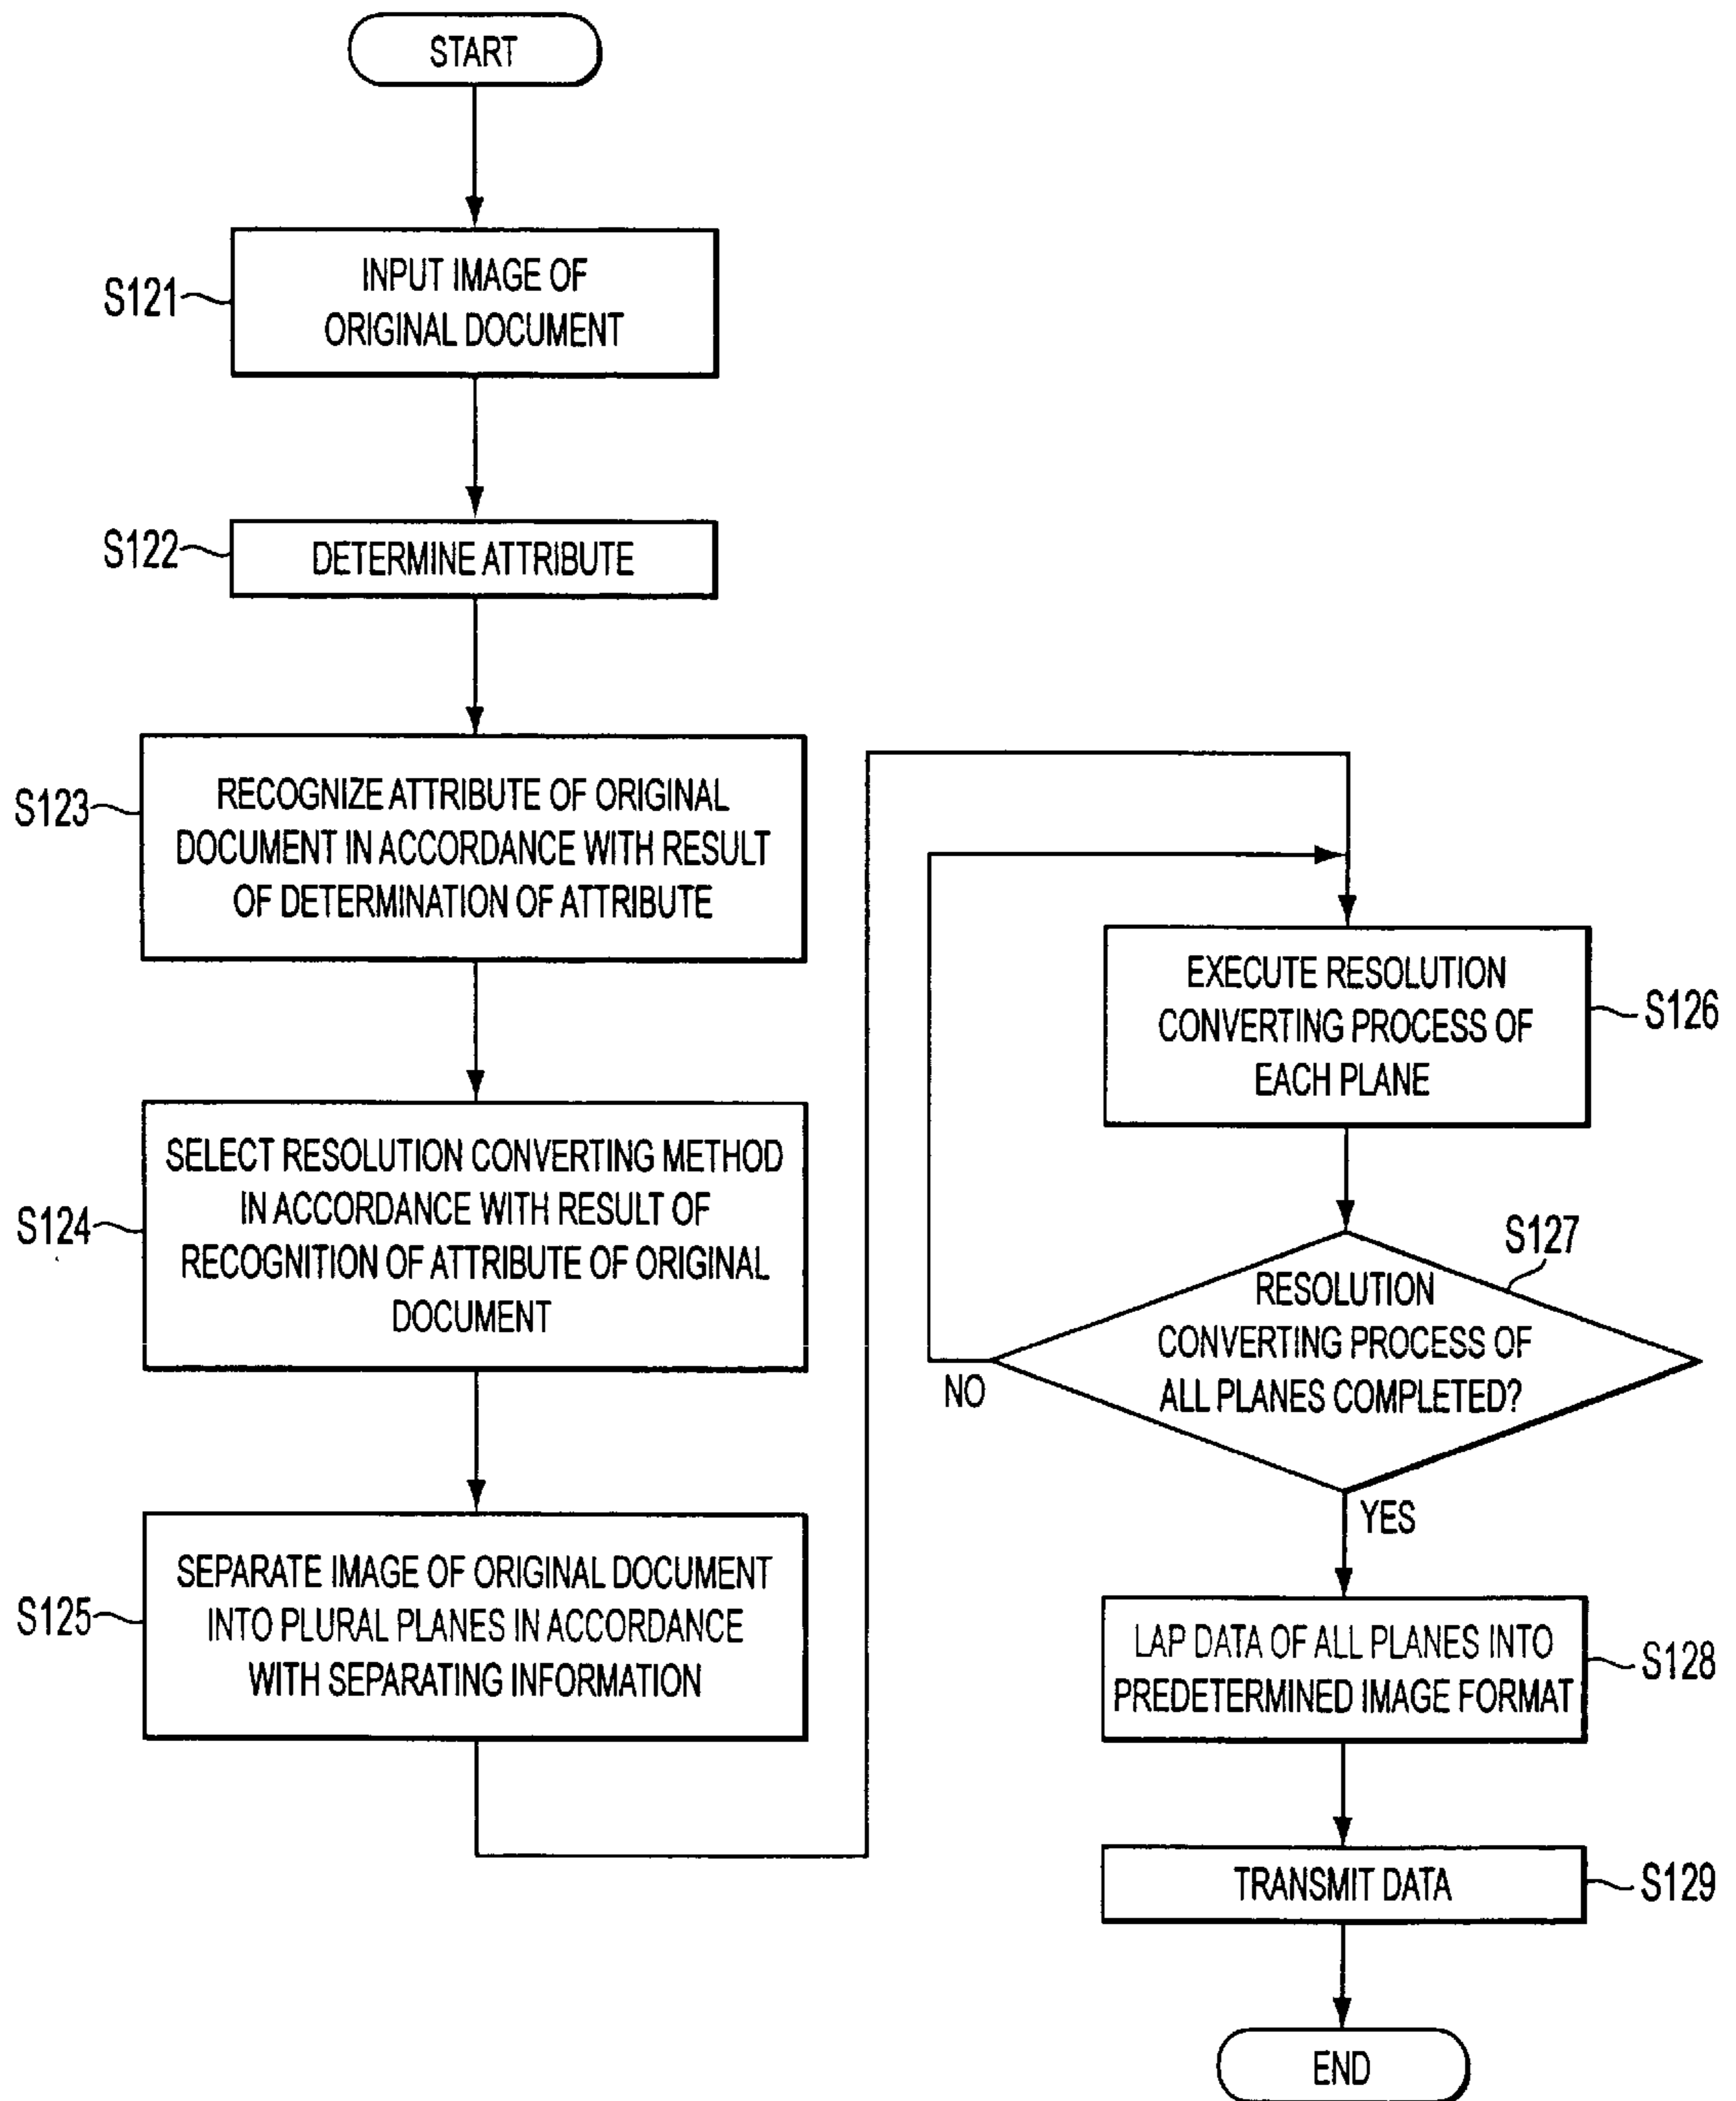 START
S121
INPUT IMAGE OF
ORIGINAL DOCUMENT
S122
DETERMINE ATTRIBUTE
S123
RECOGNIZE ATTRIBUTE OF ORIGINAL
DOCUMENT IN ACCORDANCE WITH RESULT
OF DETERMINATION OF ATTRIBUTE
S124
SELECT RESOLUTION CONVERTING METHOD
IN ACCORDANCE WITH RESULT OF
RECOGNITION OF ATTRIBUTE OF ORIGINAL
DOCUMENT
S125
SEPARATE IMAGE OF ORIGINAL DOCUMENT
INTO PLURAL PLANES IN ACCORDANCE
WITH SEPARATING INFORMATION
EXECUTE RESOLUTION
CONVERTING PROCESS OF
EACH PLANE
S126
S127
RESOLUTION
CONVERTING PROCESS OF
ALL PLANES COMPLETED?
NO
YES
LAP DATA OF ALL PLANES INTO
PREDETERMINED IMAGE FORMAT
S128
TRANSMIT DATA
S129
END